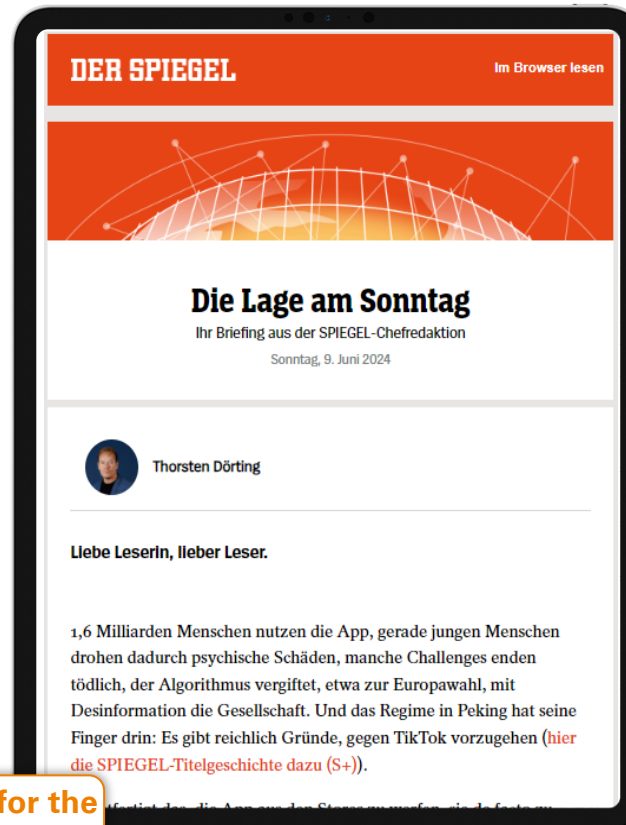 DER SPIEGEL
Im Browser lesen
Die Lage am Sonntag
Ihr Briefing aus der SPIEGEL-Chefredaktion
Sonntag, 9. Juni 2024
Thorsten Dörting
Liebe Leserin, lieber Leser.
1,6 Milliarden Menschen nutzen die App, gerade jungen Menschen
drohen dadurch psychische Schäden, manche Challenges enden
tödlich, der Algorithmus vergiftet, etwa zur Europawahl, mit
Desinformation die Gesellschaft. Und das Regime in Peking hat seine
Finger drin: Es gibt reichlich Gründe, gegen TikTok vorzugehen (hier
die SPIEGEL-Titelgeschichte dazu (S+)).
for the